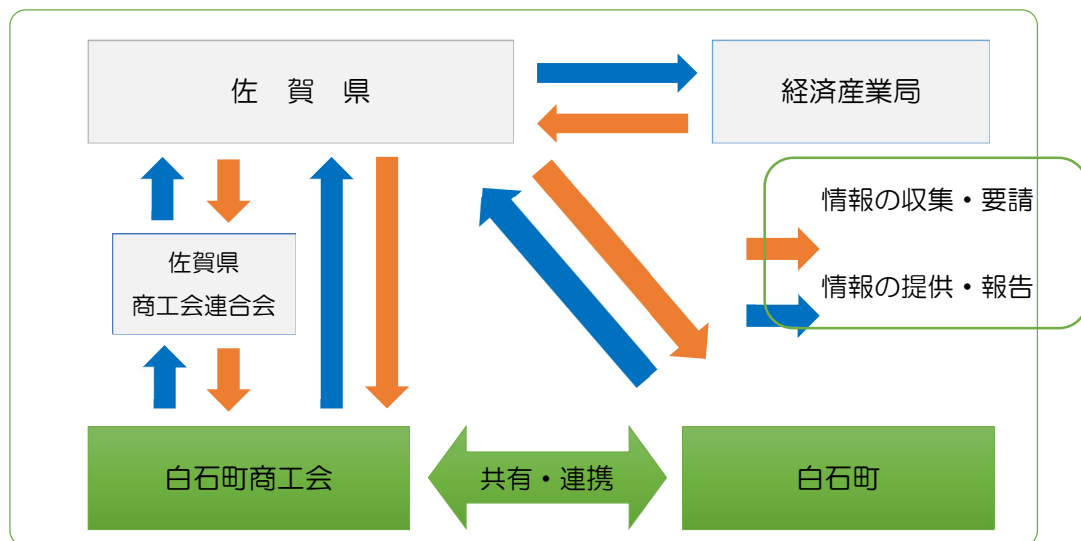 佐　賀　県
経済産業局
情報の収集・要請
佐賀県
商工会連合会
情報の提供・報告
白石町商工会
共有・連携
白石町